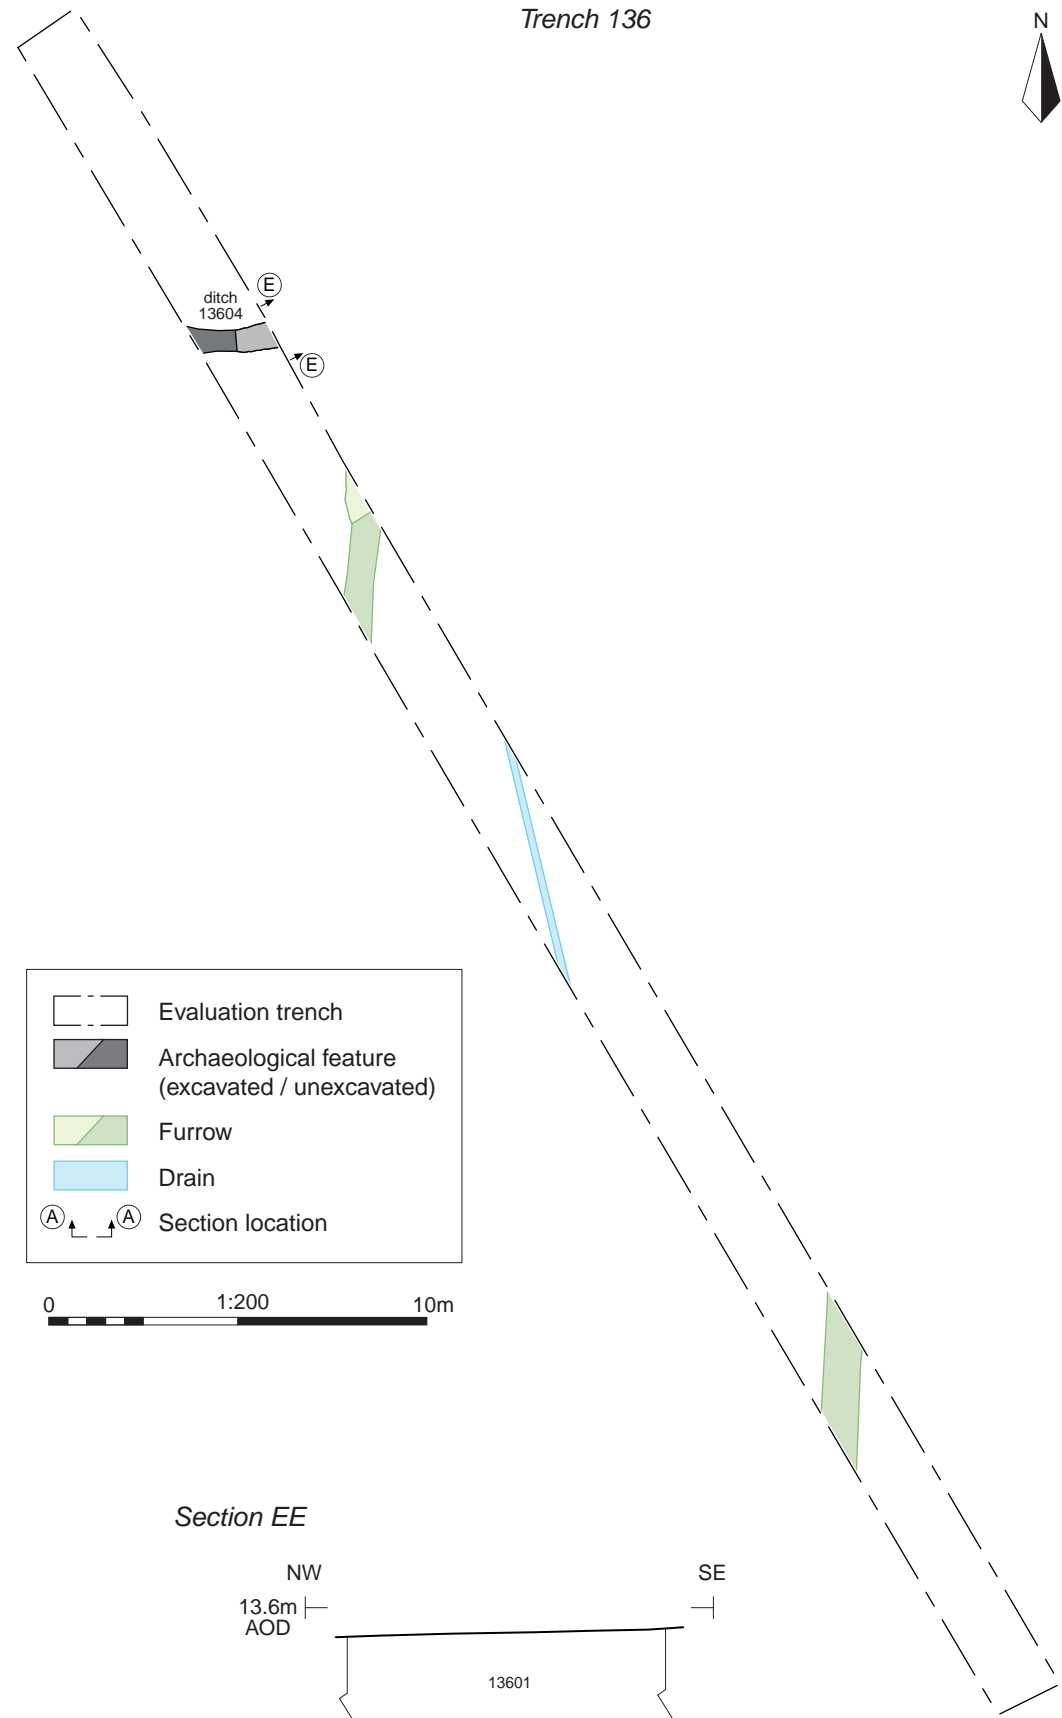 Trench 136
N
E
ditch
13604
E
Evaluation trench
Archaeological feature
(excavated / unexcavated)
Furrow
Drain
A A Section location
0 1:200 10m
Section EE
NW SE
13.6m
AOD
13601